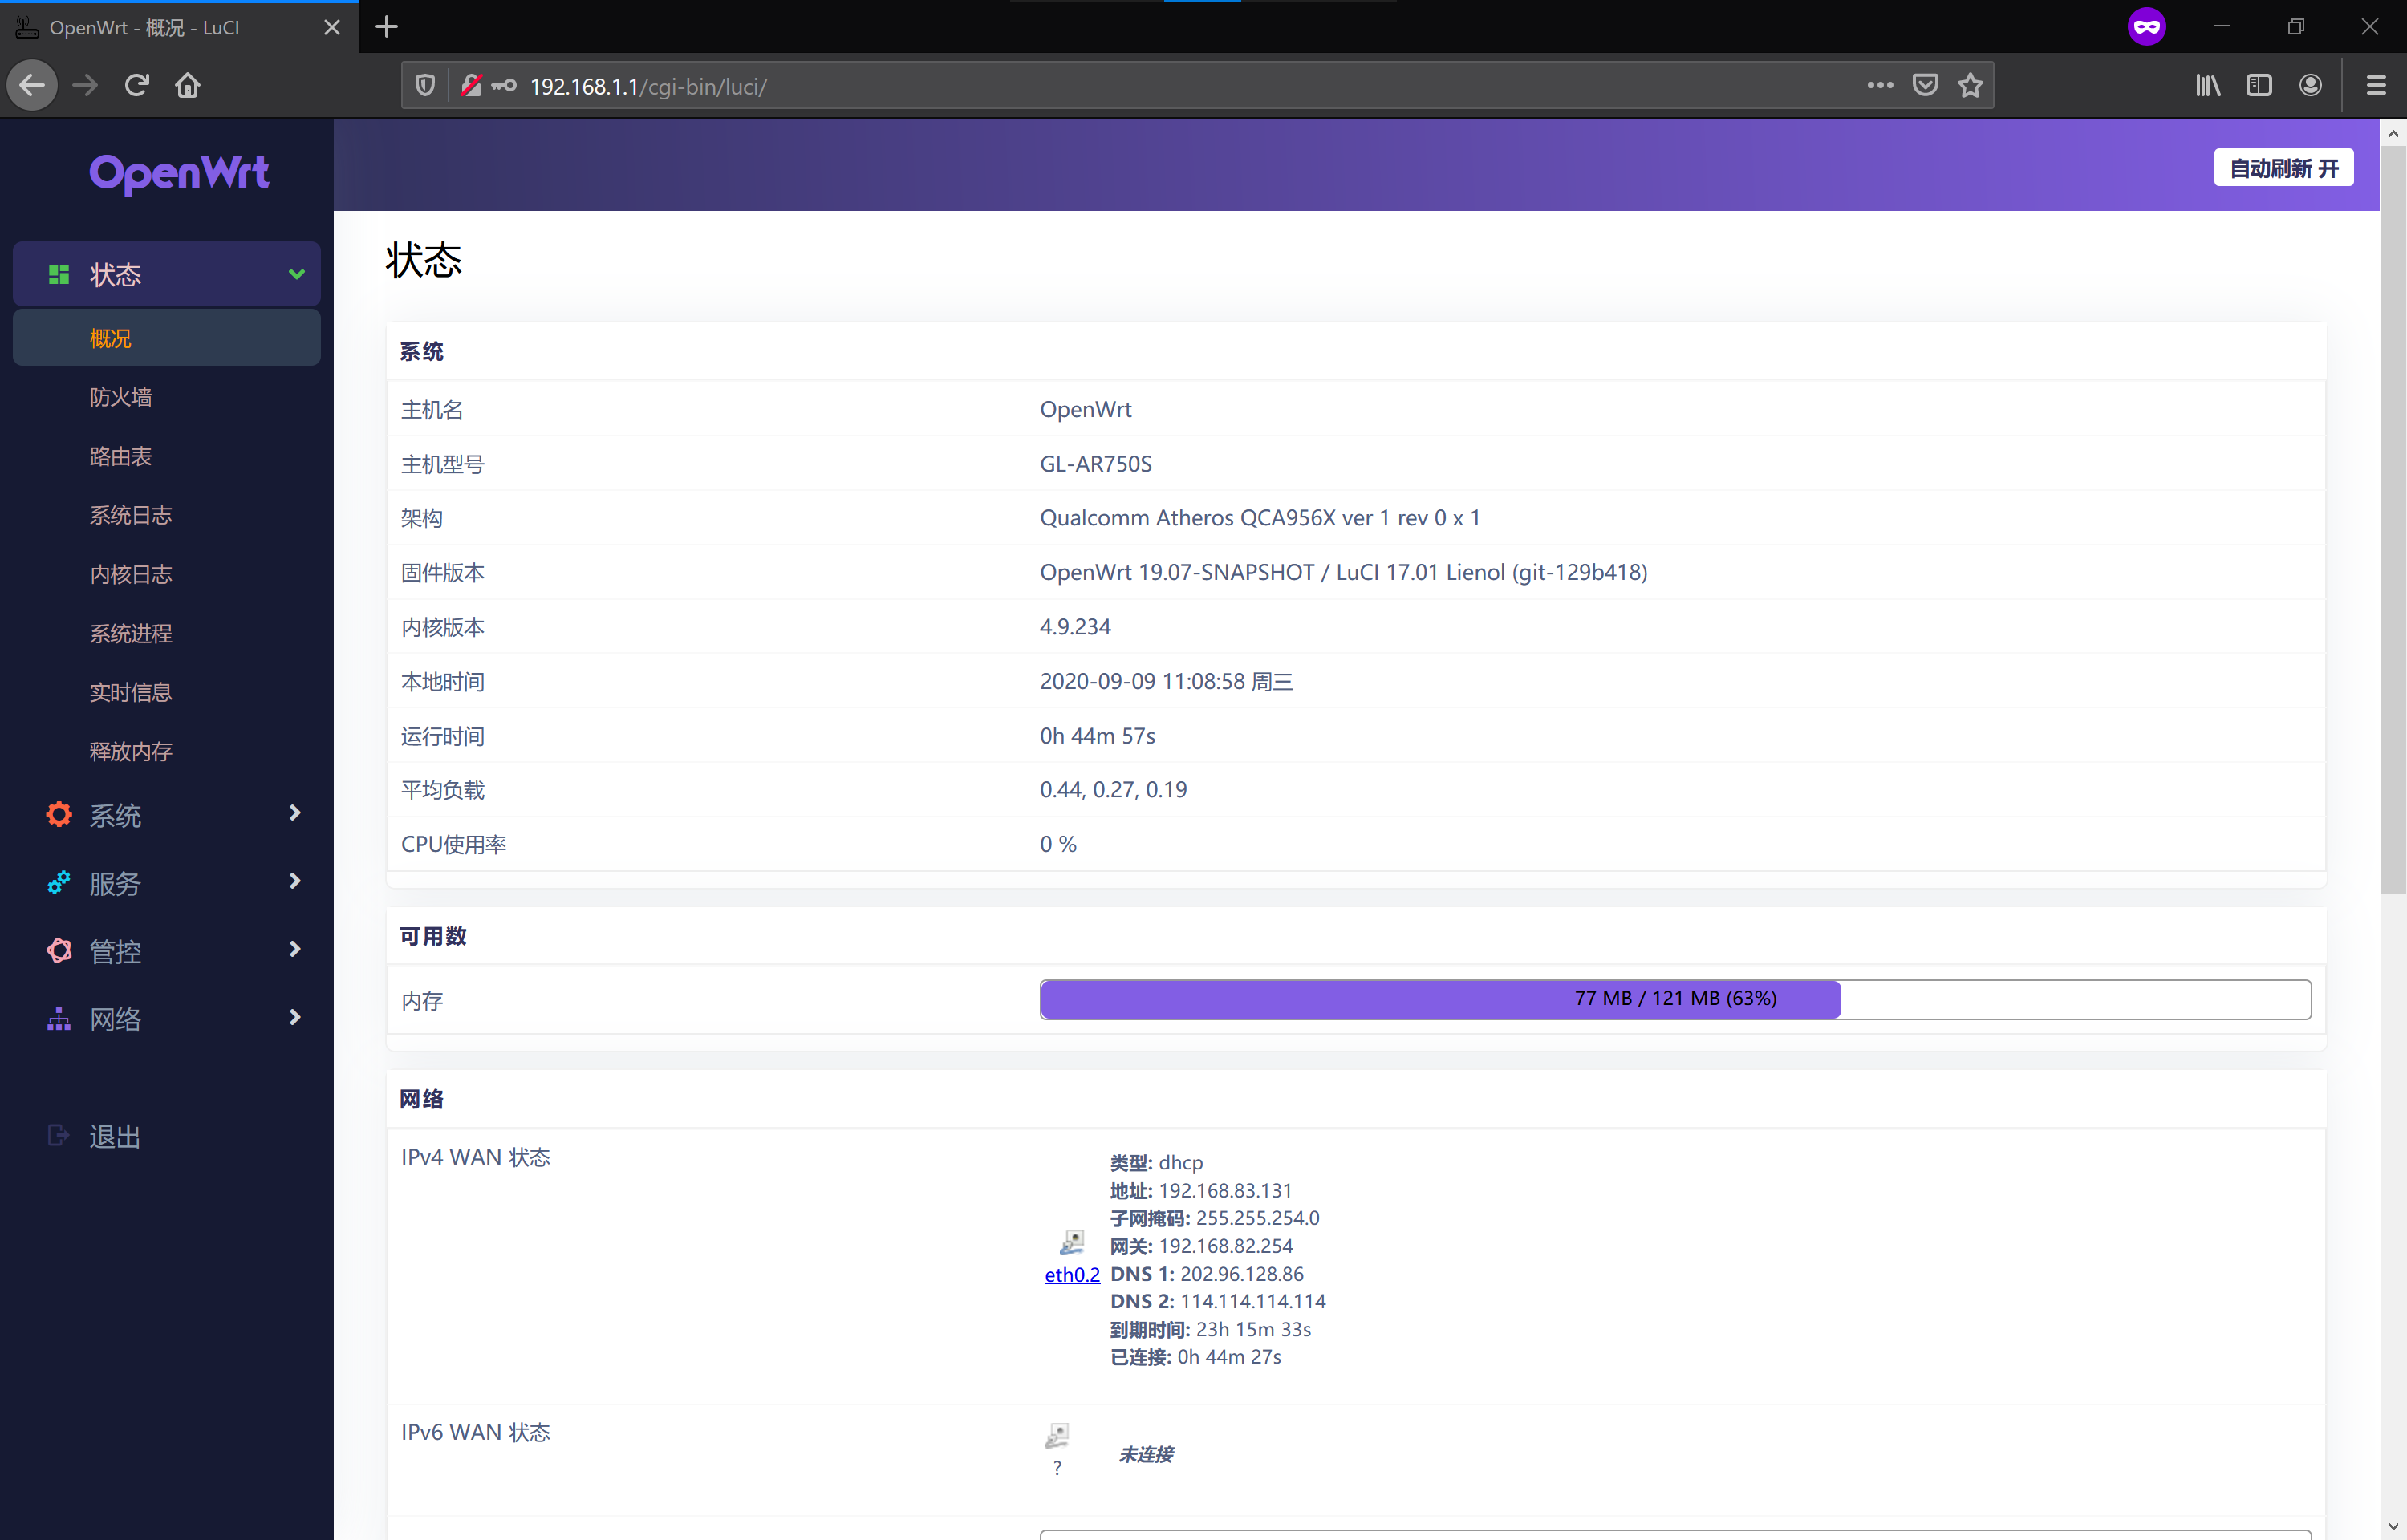 OpenWrt - 概况 - LuCI
192.168.1.1/cgi-bin/luci/
OpenWrt
自动刷新 开
状态
概况
防火墙
路由表
系统日志
内核日志
系统进程
实时信息
释放内存
系统
服务
管控
网络
退出
状态
系统
主机名 OpenWrt
主机型号 GL-AR750S
架构 Qualcomm Atheros QCA956X ver 1 rev 0 x 1
固件版本 OpenWrt 19.07-SNAPSHOT / LuCI 17.01 Lienol (git-129b418)
内核版本 4.9.234
本地时间 2020-09-09 11:08:58 周三
运行时间 0h 44m 57s
平均负载 0.44, 0.27, 0.19
CPU使用率 0 %
可用数
内存 77 MB / 121 MB (63%)
网络
IPv4 WAN 状态
eth0.2
类型: dhcp
地址: 192.168.83.131
子网掩码: 255.255.254.0
网关: 192.168.82.254
DNS 1: 202.96.128.86
DNS 2: 114.114.114.114
到期时间: 23h 15m 33s
已连接: 0h 44m 27s
IPv6 WAN 状态
?
未连接